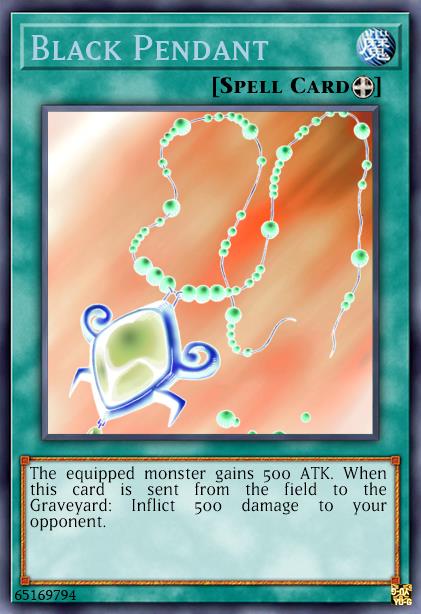 Black Pendant
魔
[Spell Card]
The equipped monster gains 500 ATK. When
this card is sent from the field to the
Graveyard: Inflict 500 damage to your
opponent.
65169794